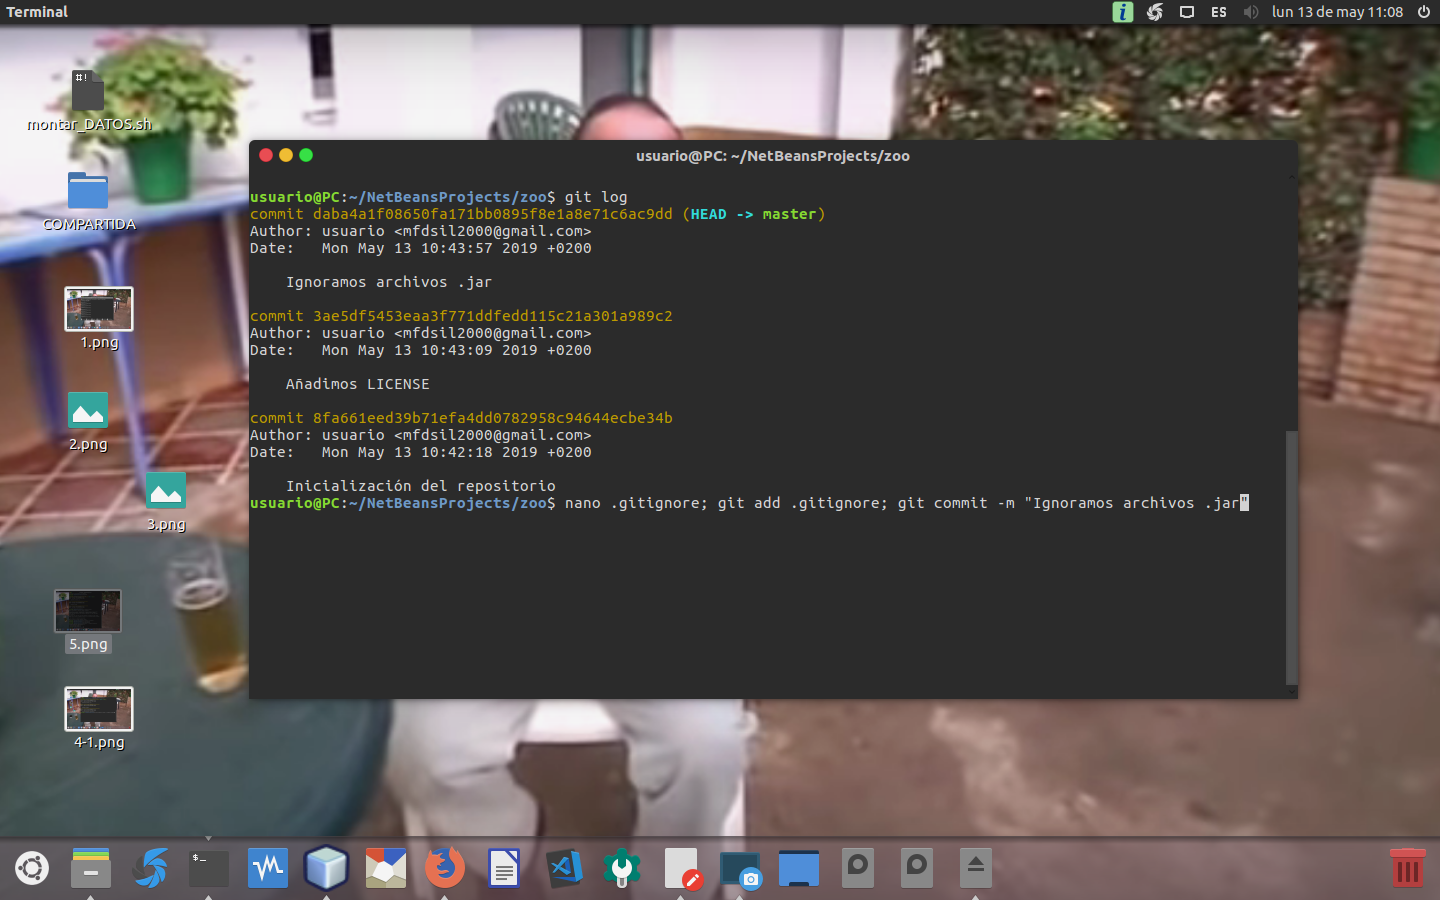 Terminal
ES
lun 13 de may 11:08
#!
montar_DATOS.sh
COMPARTIDA
1.png
2.png
3.png
5.png
4-1.png
usuario@PC: ~/NetBeansProjects/zoo
usuario@PC:~/NetBeansProjects/zoo$ git log
commit daba4a1f08650fa171bb0895f8e1a8e71c6ac9dd (HEAD -> master)
Author: usuario <mfdsil2000@gmail.com>
Date:   Mon May 13 10:43:57 2019 +0200
Ignoramos archivos .jar
commit 3ae5df5453eaa3f771ddfedd115c21a301a989c2
Author: usuario <mfdsil2000@gmail.com>
Date:   Mon May 13 10:43:09 2019 +0200
Añadimos LICENSE
commit 8fa661eed39b71efa4dd0782958c94644ecbe34b
Author: usuario <mfdsil2000@gmail.com>
Date:   Mon May 13 10:42:18 2019 +0200
Inicialización del repositorio
usuario@PC:~/NetBeansProjects/zoo$ nano .gitignore; git add .gitignore; git commit -m "Ignoramos archivos .jar"
$_